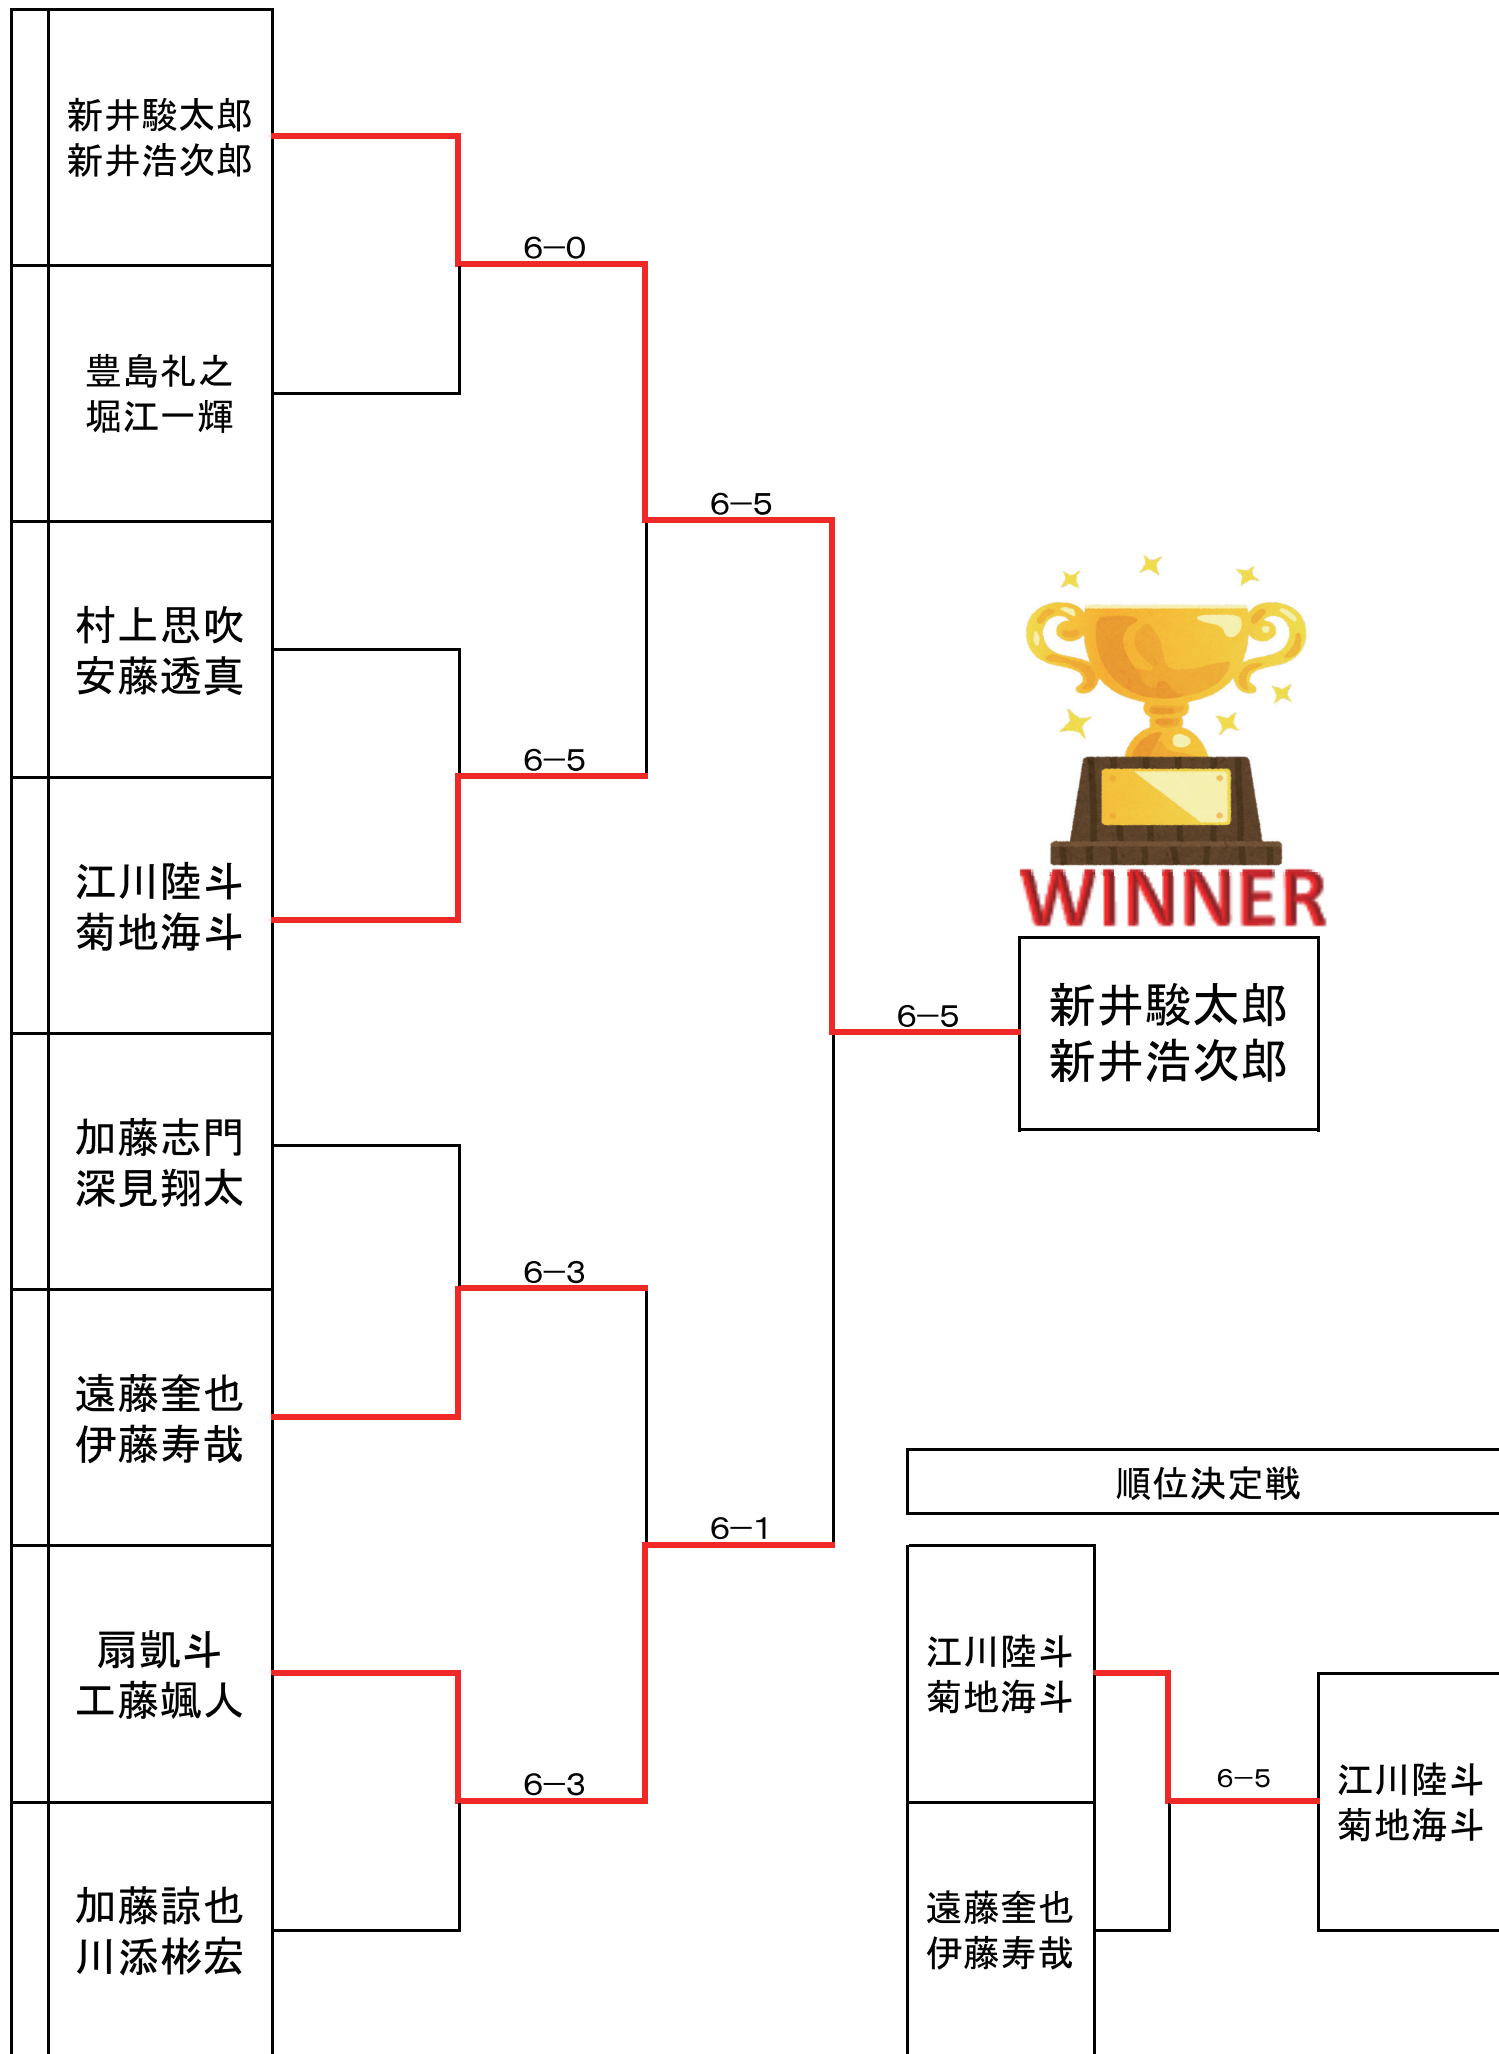 新井駿太郎
新井浩次郎
6−0
豊島礼之
堀江一輝
6−5
村上思吹
安藤透真
6−5
江川陸斗
菊地海斗
WINNER
新井駿太郎
新井浩次郎
6−5
加藤志門
深見翔太
6−3
遠藤奎也
伊藤寿哉
6−1
扇凱斗
工藤颯人
6−3
加藤諒也
川添彬宏
順位決定戦
江川陸斗
菊地海斗
6−5
江川陸斗
菊地海斗
遠藤奎也
伊藤寿哉